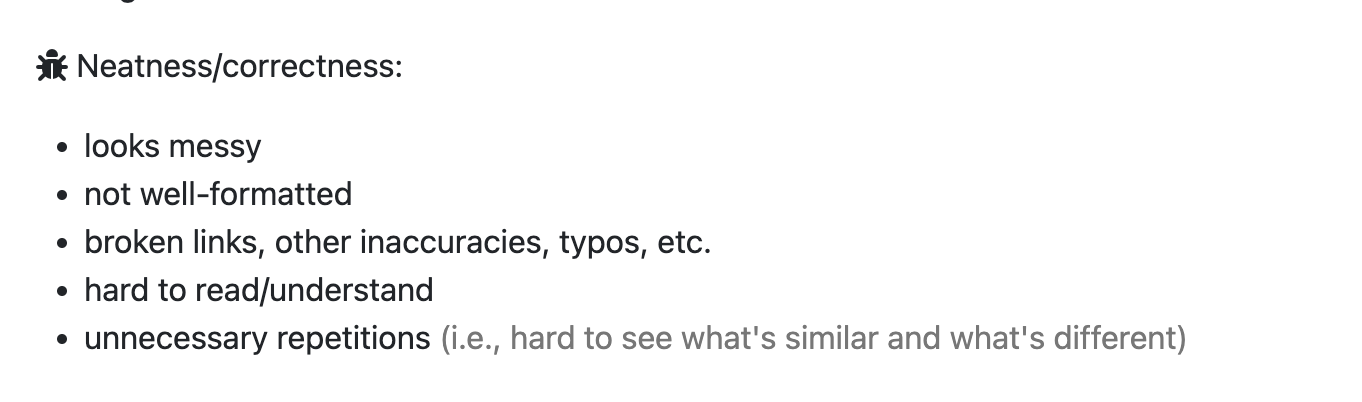 Neatness/correctness:
looks messy
not well-formatted
broken links, other inaccuracies, typos, etc.
hard to read/understand
unnecessary repetitions (i.e., hard to see what's similar and what's different)